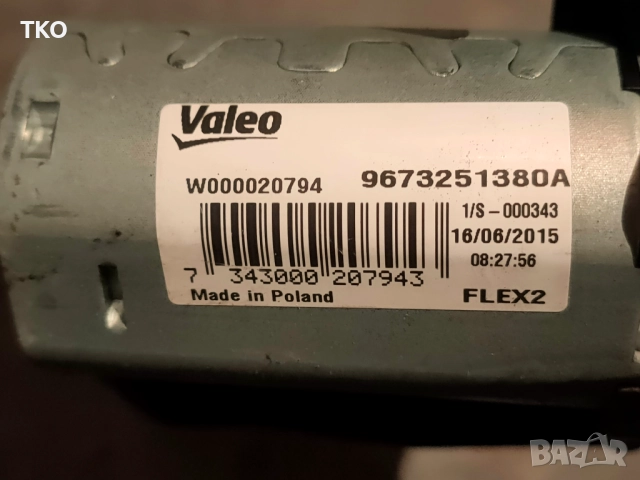 TKO
Valeo
W000020794 9673251380A
1/S-000343
16/06/2015
08:27:56
7 343000 207943
Made in Poland FLEX2
BAZAR